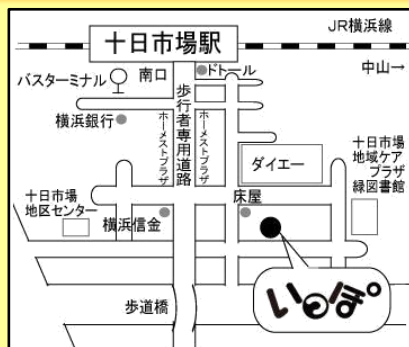 JR横浜線
十日市場駅
中山→
バスターミナル
南口
ドトール
横浜銀行
ホーメストプラザ
歩行者専用道路
ホーメストプラザ
ダイエー
十日市場
地域ケア
プラザ
緑図書館
十日市場
地区センター
横浜信金
床屋
歩道橋
いっぽ